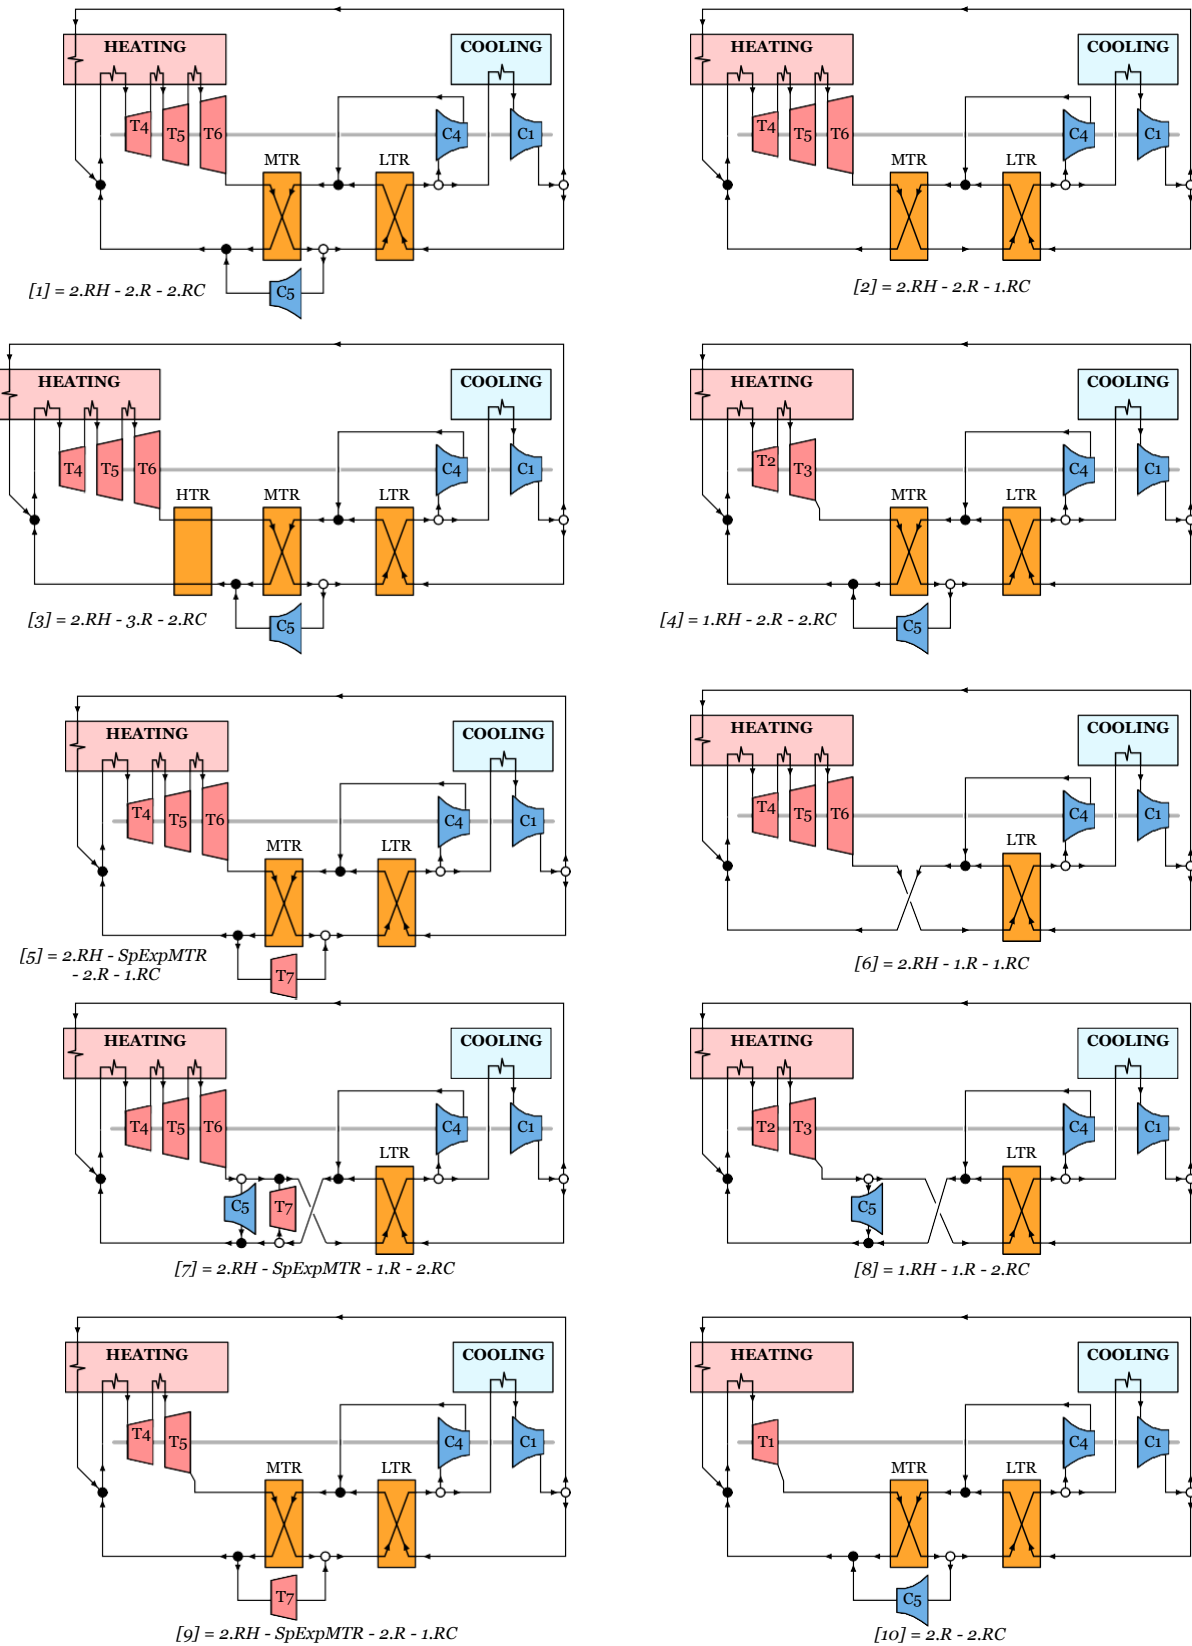 HEATING
COOLING
T4
T5
T6
C4
C1
MTR
LTR
C5
[1] = 2.RH - 2.R - 2.RC
HEATING
COOLING
T4
T5
T6
C4
C1
MTR
LTR
[2] = 2.RH - 2.R - 1.RC
HEATING
COOLING
T4
T5
T6
C4
C1
HTR
MTR
LTR
C5
[3] = 2.RH - 3.R - 2.RC
HEATING
COOLING
T2
T3
C4
C1
MTR
LTR
C5
[4] = 1.RH - 2.R - 2.RC
HEATING
COOLING
T4
T5
T6
C4
C1
MTR
LTR
T7
[5] = 2.RH - SpExpMTR
- 2.R - 1.RC
HEATING
COOLING
T4
T5
T6
C4
C1
LTR
[6] = 2.RH - 1.R - 1.RC
HEATING
COOLING
T4
T5
T6
C4
C1
LTR
C5
T7
[7] = 2.RH - SpExpMTR - 1.R - 2.RC
HEATING
COOLING
T2
T3
C4
C1
LTR
C5
[8] = 1.RH - 1.R - 2.RC
HEATING
COOLING
T4
T5
C4
C1
MTR
LTR
T7
[9] = 2.RH - SpExpMTR - 2.R - 1.RC
HEATING
COOLING
T1
C4
C1
MTR
LTR
C5
[10] = 2.R - 2.RC